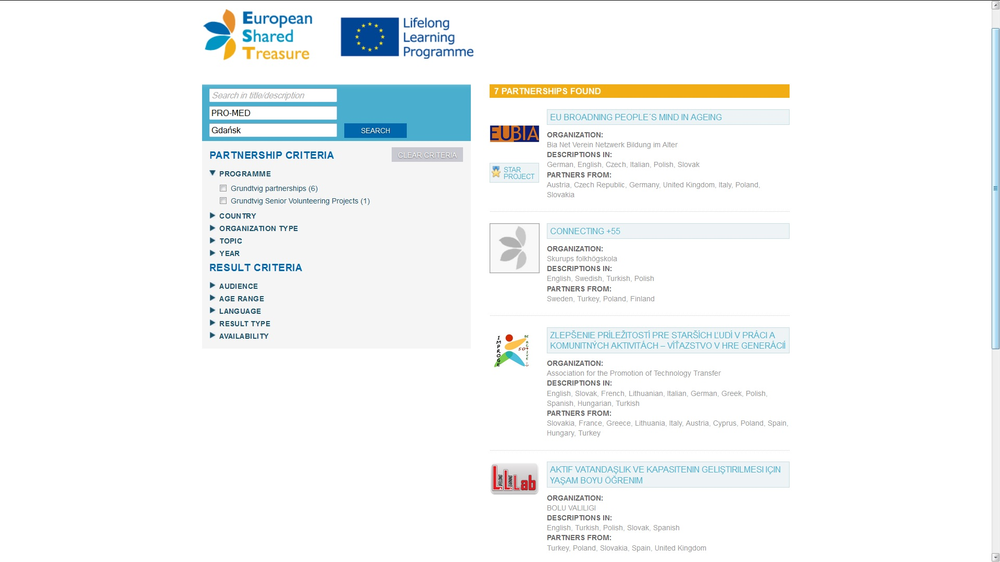 European
Shared
Treasure
Lifelong
Learning
Programme
Search in title/description
PRO-MED
Gdańsk
SEARCH
PARTNERSHIP CRITERIA
CLEAR CRITERIA
PROGRAMME
Grundtvig partnerships (6)
Grundtvig Senior Volunteering Projects (1)
COUNTRY
ORGANIZATION TYPE
TOPIC
YEAR
RESULT CRITERIA
AUDIENCE
AGE RANGE
LANGUAGE
RESULT TYPE
AVAILABILITY
7 PARTNERSHIPS FOUND
EUBIA
STAR
PROJECT
EU BROADNING PEOPLE´S MIND IN AGEING
ORGANIZATION:
Bia Net Verein Netzwerk Bildung im Alter
DESCRIPTIONS IN:
German, English, Czech, Italian, Polish, Slovak
PARTNERS FROM:
Austria, Czech Republic, Germany, United Kingdom, Italy, Poland,
Slovakia
CONNECTING +55
ORGANIZATION:
Skurups folkhögskola
DESCRIPTIONS IN:
English, Swedish, Turkish, Polish
PARTNERS FROM:
Sweden, Turkey, Poland, Finland
IMPROGE
BE ACTIVE :-)
50+
ZLEPŠENIE PRÍLEŽITOSTÍ PRE STARŠÍCH ĽUDÍ V PRÁCI A
KOMUNITNÝCH AKTIVITÁCH – VÍŤAZSTVO V HRE GENERÁCIÍ
ORGANIZATION:
Association for the Promotion of Technology Transfer
DESCRIPTIONS IN:
English, Slovak, French, Lithuanian, Italian, German, Greek, Polish,
Spanish, Hungarian, Turkish
PARTNERS FROM:
Slovakia, France, Greece, Lithuania, Italy, Austria, Cyprus, Poland, Spain,
Hungary, Turkey
LIFELONG LEARNING Lab
AKTIF VATANDAŞLIK VE KAPASITENIN GELIŞTIRILMESI IÇIN
YAŞAM BOYU ÖĞRENIM
ORGANIZATION:
BOLU VALILIGI
DESCRIPTIONS IN:
English, Turkish, Polish, Slovak, Spanish
PARTNERS FROM:
Turkey, Poland, Slovakia, Spain, United Kingdom